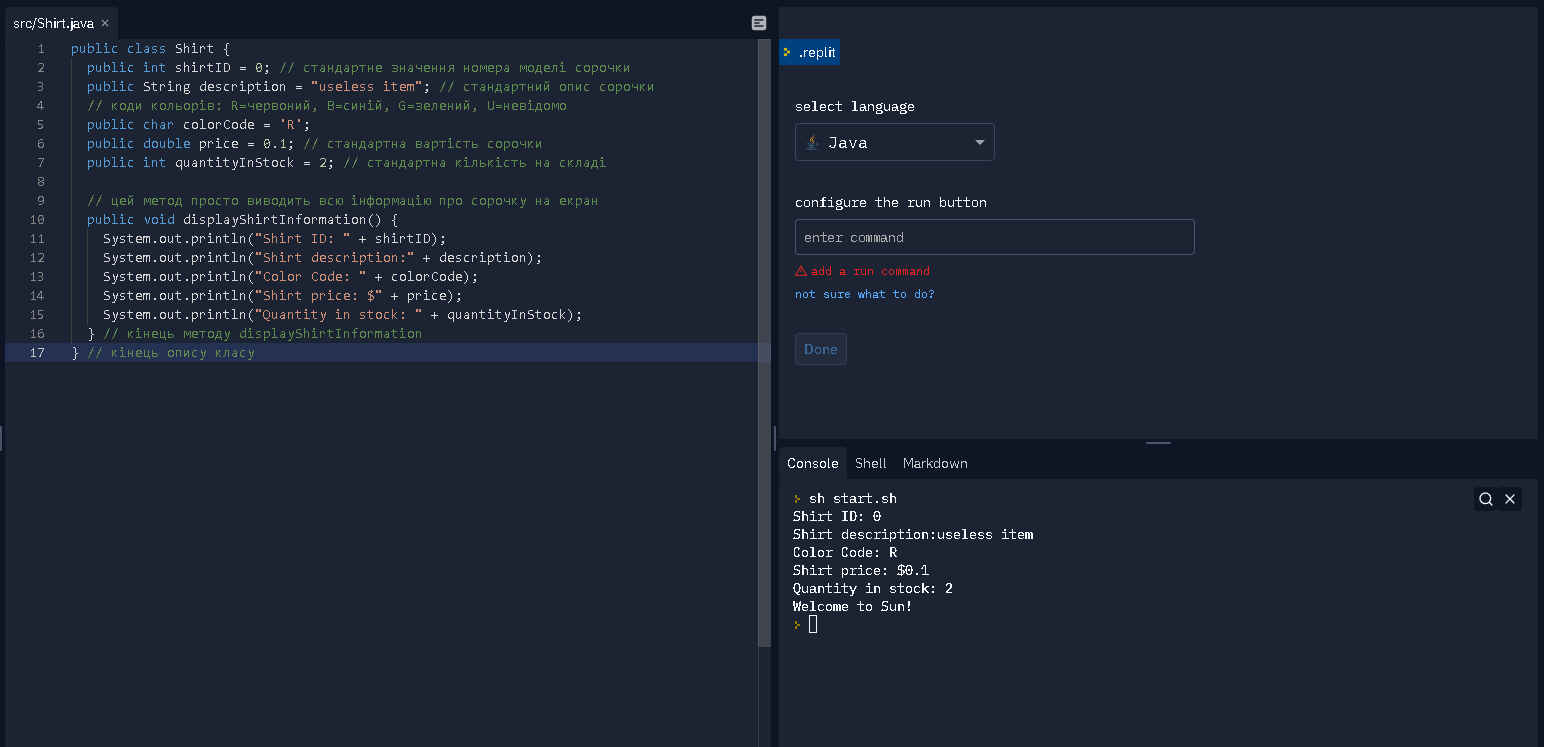 src/Shirt.java ×
1 public class Shirt {
2 public int shirtID = 0; // стандартне значення номера моделі сорочки
3 public String description = "useless item"; // стандартний опис сорочки
4 // коди кольорів: R=червоний, B=синій, G=зелений, U=невідомо
5 public char colorCode = 'R';
6 public double price = 0.1; // стандартна вартість сорочки
7 public int quantityInStock = 2; // стандартна кількість на складі
8
9 // цей метод просто виводить всю інформацію про сорочку на екран
10 public void displayShirtInformation() {
11 System.out.println("Shirt ID: " + shirtID);
12 System.out.println("Shirt description:" + description);
13 System.out.println("Color Code: " + colorCode);
14 System.out.println("Shirt price: $" + price);
15 System.out.println("Quantity in stock: " + quantityInStock);
16 } // кінець методу displayShirtInformation
17 } // кінець опису класу
.replit
select language
Java
configure the run button
enter command
add a run command
not sure what to do?
Done
Console Shell Markdown
sh start.sh
Shirt ID: 0
Shirt description:useless item
Color Code: R
Shirt price: $0.1
Quantity in stock: 2
Welcome to Sun!